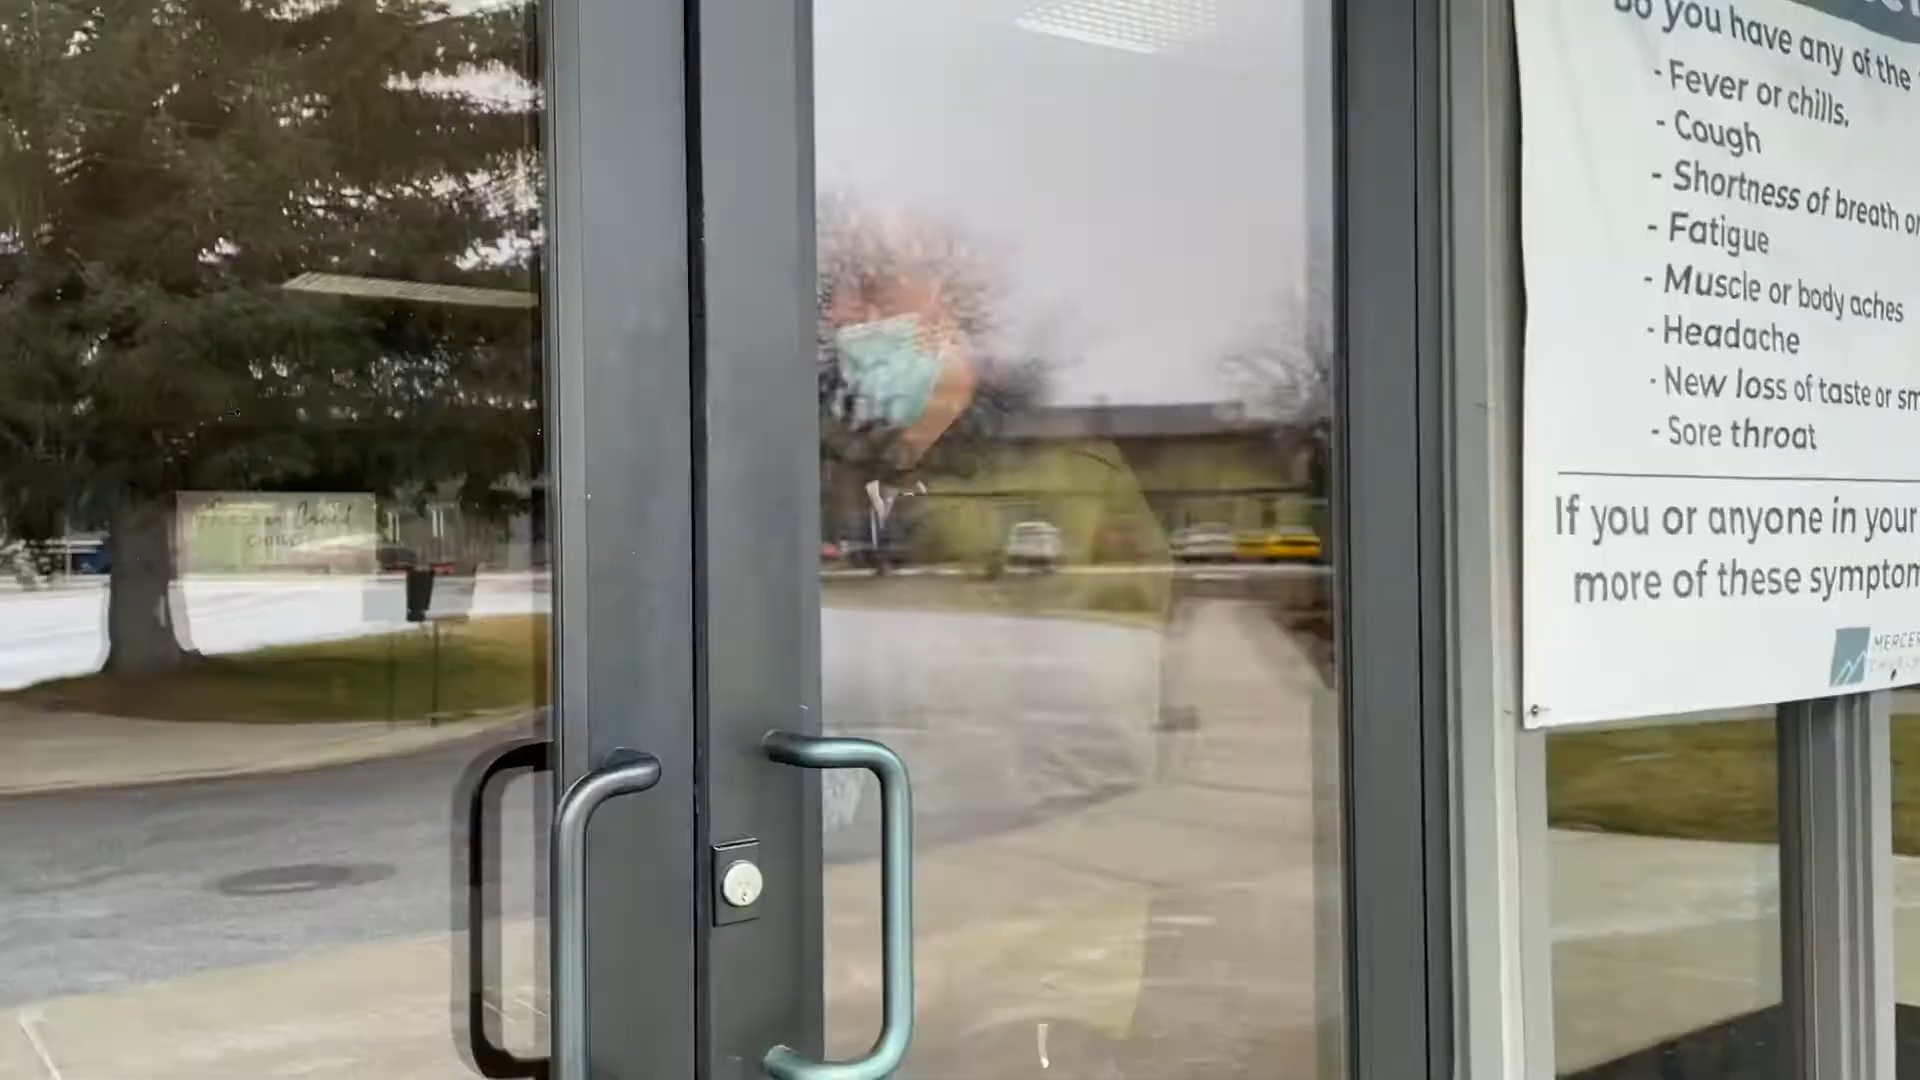 Do you have any of the
- Fever or chills.
- Cough
- Shortness of breath or
- Fatigue
- Muscle or body aches
- Headache
- New loss of taste or sm
- Sore throat
If you or anyone in your
more of these symptom
MERCER
CHURCH